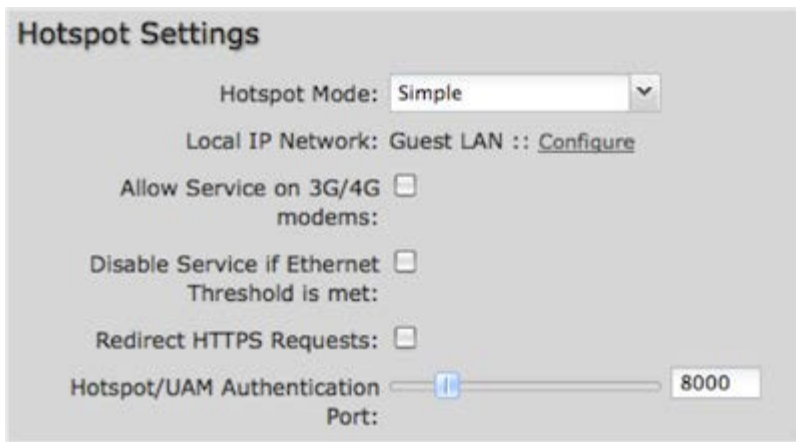 Hotspot Settings
Hotspot Mode: Simple
Local IP Network: Guest LAN :: Configure
Allow Service on 3G/4G
modems:
Disable Service if Ethernet
Threshold is met:
Redirect HTTPS Requests:
Hotspot/UAM Authentication 8000
Port: